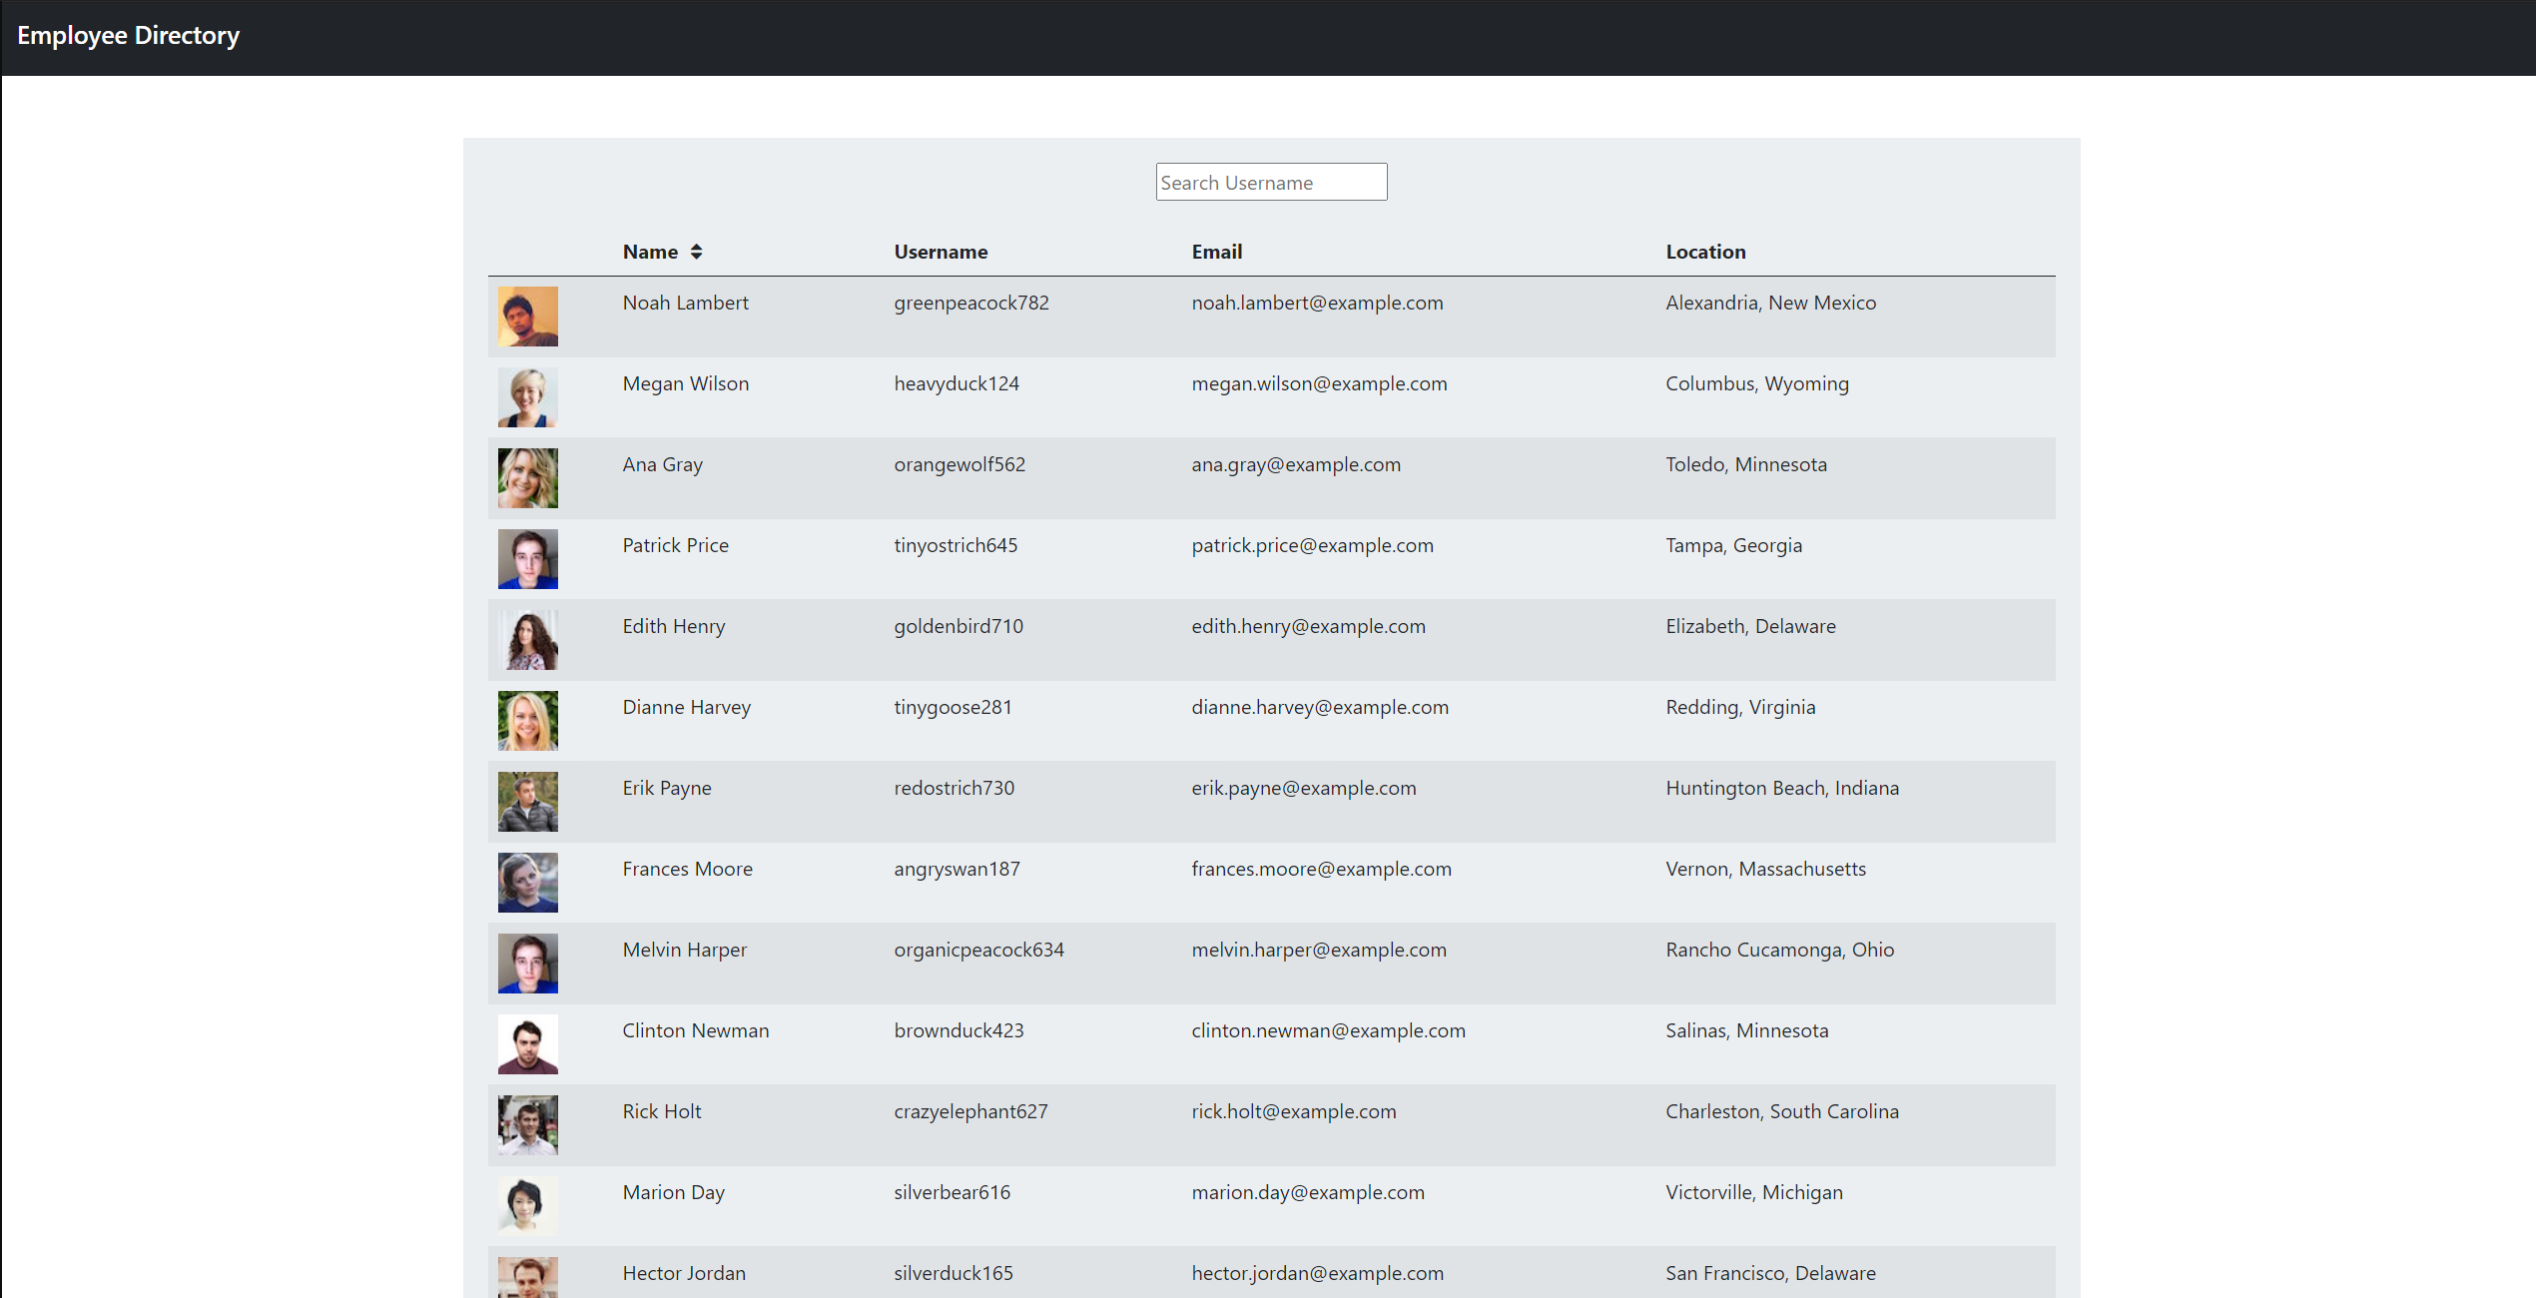 Employee Directory
Search Username
Name Username Email Location
Noah Lambert greenpeacock782 noah.lambert@example.com Alexandria, New Mexico
Megan Wilson heavyduck124 megan.wilson@example.com Columbus, Wyoming
Ana Gray orangewolf562 ana.gray@example.com Toledo, Minnesota
Patrick Price tinyostrich645 patrick.price@example.com Tampa, Georgia
Edith Henry goldenbird710 edith.henry@example.com Elizabeth, Delaware
Dianne Harvey tinygoose281 dianne.harvey@example.com Redding, Virginia
Erik Payne redostrich730 erik.payne@example.com Huntington Beach, Indiana
Frances Moore angryswan187 frances.moore@example.com Vernon, Massachusetts
Melvin Harper organicpeacock634 melvin.harper@example.com Rancho Cucamonga, Ohio
Clinton Newman brownduck423 clinton.newman@example.com Salinas, Minnesota
Rick Holt crazyelephant627 rick.holt@example.com Charleston, South Carolina
Marion Day silverbear616 marion.day@example.com Victorville, Michigan
Hector Jordan silverduck165 hector.jordan@example.com San Francisco, Delaware